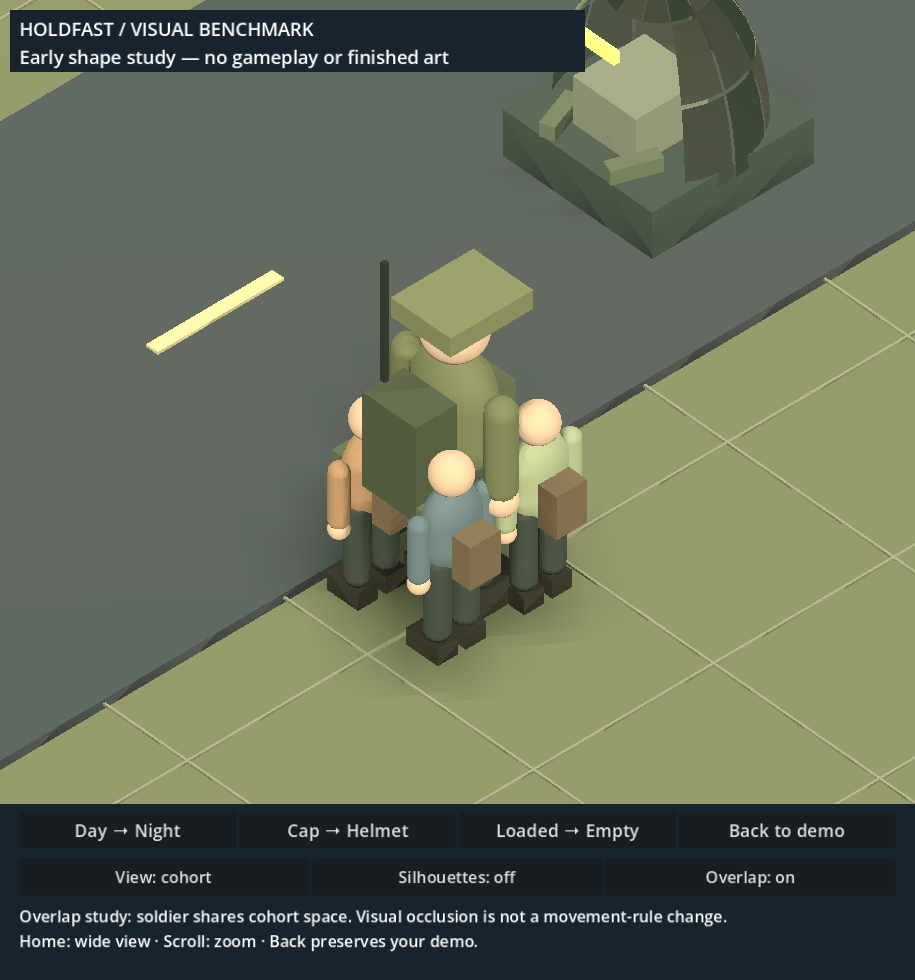 HOLDFAST / VISUAL BENCHMARK
Early shape study — no gameplay or finished art
Day → Night
Cap → Helmet
Loaded → Empty
Back to demo
View: cohort
Silhouettes: off
Overlap: on
Overlap study: soldier shares cohort space. Visual occlusion is not a movement-rule change.
Home: wide view · Scroll: zoom · Back preserves your demo.